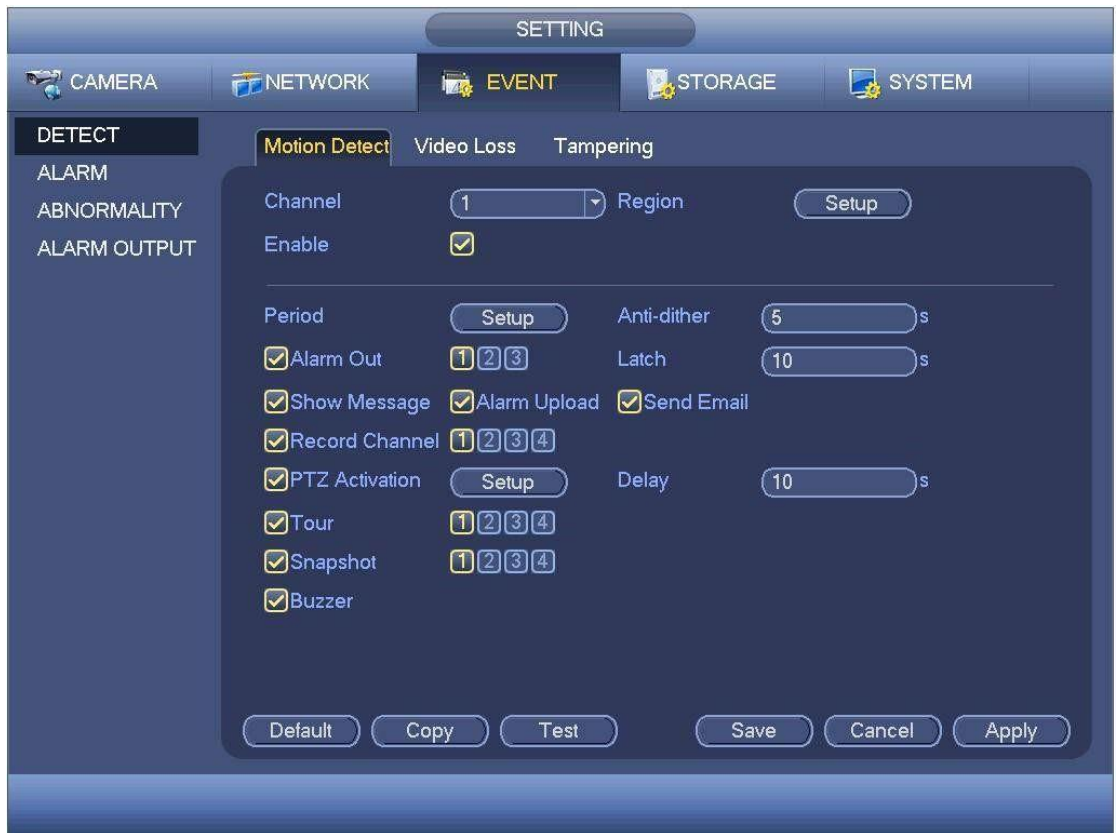 SETTING
CAMERA NETWORK EVENT STORAGE SYSTEM
DETECT
ALARM
ABNORMALITY
ALARM OUTPUT
Motion Detect Video Loss Tampering
Channel 1 Region Setup
Enable
Period Setup Anti-dither 5 s
Alarm Out 1 2 3 Latch 10 s
Show Message Alarm Upload Send Email
Record Channel 1 2 3 4
PTZ Activation Setup Delay 10 s
Tour 1 2 3 4
Snapshot 1 2 3 4
Buzzer
Default Copy Test Save Cancel Apply